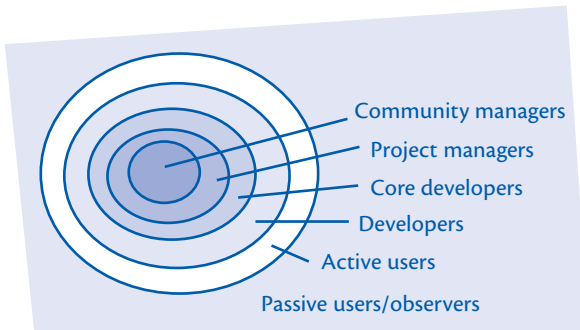 Community managers
Project managers
Core developers
Developers
Active users
Passive users/observers